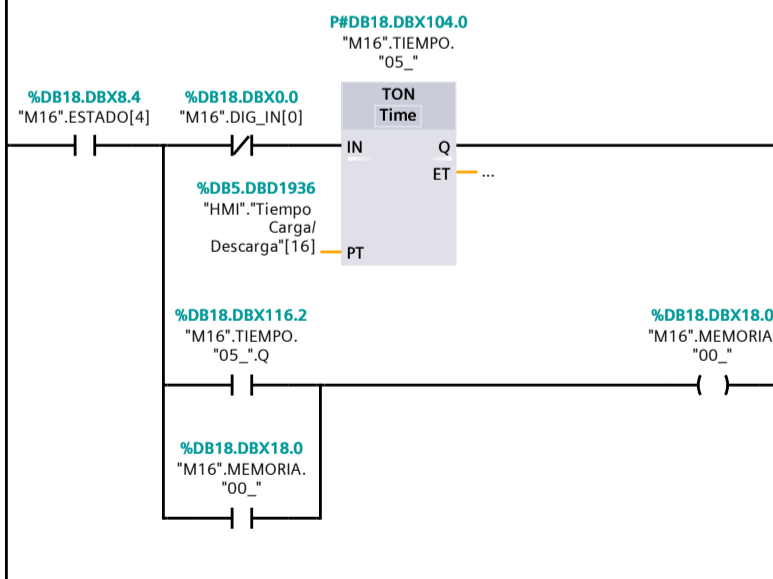 P#DB18.DBX104.0
"M16".TIEMPO.
"05_"
%DB18.DBX8.4
"M16".ESTADO[4]
%DB18.DBX0.0
"M16".DIG_IN[0]
TON
Time
IN
Q
ET
...
%DB5.DBD1936
"HMI"."Tiempo
Carga/
Descarga"[16]
PT
%DB18.DBX116.2
"M16".TIEMPO.
"05_".Q
%DB18.DBX18.0
"M16".MEMORIA
"00_"
%DB18.DBX18.0
"M16".MEMORIA.
"00_"